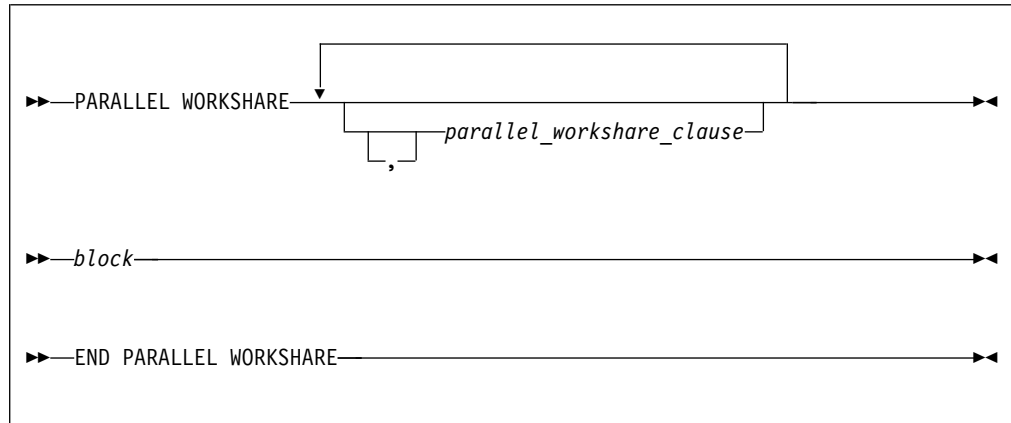 PARALLEL WORKSHARE
parallel_workshare_clause
,
block
END PARALLEL WORKSHARE